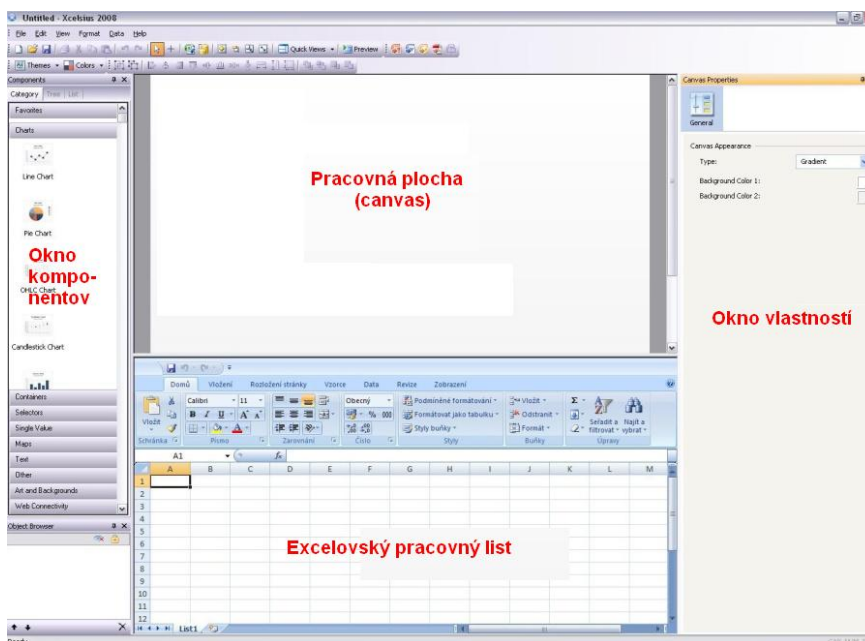 Untitled - Xcelsius 2008
File Edit View Format Data Help
Quick Views Preview
Themes Colors
Components
Category Tree List
Favorites
Charts
Line Chart
Pie Chart
OHLC Chart
Candlestick Chart
Containers
Selectors
Single Value
Maps
Text
Other
Art and Backgrounds
Web Connectivity
Object Browser
Okno
kompo-
nentov
Pracovná plocha
(canvas)
Canvas Properties
General
Canvas Appearance
Type: Gradient
Background Color 1:
Background Color 2:
Okno vlastností
Domů Vložení Rozložení stránky Vzorce Data Revize Zobrazení
Vložit
Schránka
Calibri 11
B I U A A
A
Písmo
Zarovnání
Obecný
% 000
Číslo
Podmíněné formátování
Formátovat jako tabulku
Styly buňky
Styly
Vložit
Odstranit
Formát
Buňky
Σ
Seřadit a filtrovat
Najít a vybrat
Úpravy
A1 fx
A B C D E F G H I J K L M
1
2
3
4
5
6
7
8
9
10
11
12
Excelovský pracovný list
List1